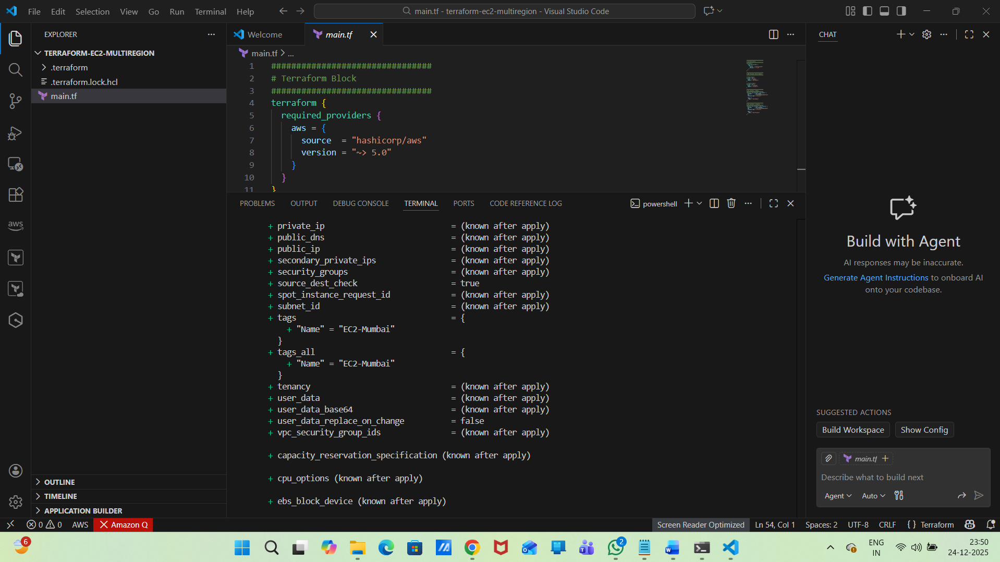 File Edit Selection View Go Run Terminal Help
main.tf - terraform-ec2-multiregion - Visual Studio Code
EXPLORER
TERRAFORM-EC2-MULTIREGION
.terraform
.terraform.lock.hcl
main.tf
OUTLINE
TIMELINE
APPLICATION BUILDER
aws
Welcome
main.tf
main.tf > ...
1 ################################
2 # Terraform Block
3 ################################
4 terraform {
5 required_providers {
6 aws = {
7 source = "hashicorp/aws"
8 version = "~> 5.0"
9 }
10 }
11 }
PROBLEMS OUTPUT DEBUG CONSOLE TERMINAL PORTS CODE REFERENCE LOG
powershell
+ private_ip = (known after apply)
+ public_dns = (known after apply)
+ public_ip = (known after apply)
+ secondary_private_ips = (known after apply)
+ security_groups = (known after apply)
+ source_dest_check = true
+ spot_instance_request_id = (known after apply)
+ subnet_id = (known after apply)
+ tags = {
+ "Name" = "EC2-Mumbai"
}
+ tags_all = {
+ "Name" = "EC2-Mumbai"
}
+ tenancy = (known after apply)
+ user_data = (known after apply)
+ user_data_base64 = (known after apply)
+ user_data_replace_on_change = false
+ vpc_security_group_ids = (known after apply)
+ capacity_reservation_specification (known after apply)
+ cpu_options (known after apply)
+ ebs_block_device (known after apply)
CHAT
Build with Agent
AI responses may be inaccurate.
Generate Agent Instructions to onboard AI
onto your codebase.
SUGGESTED ACTIONS
Build Workspace Show Config
main.tf
Describe what to build next
Agent Auto
0 0 AWS Amazon Q
Screen Reader Optimized Ln 54, Col 1 Spaces: 2 UTF-8 CRLF { } Terraform
6
2
ENG
IN
23:50
24-12-2025